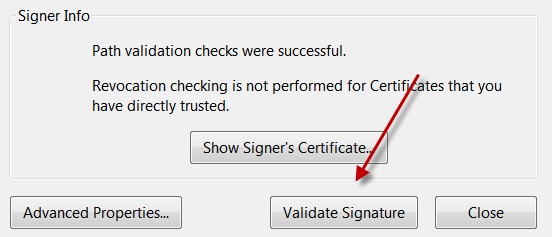 Signer Info
Path validation checks were successful.
Revocation checking is not performed for Certificates that you
have directly trusted.
Show Signer's Certificate...
Advanced Properties...
Validate Signature
Close